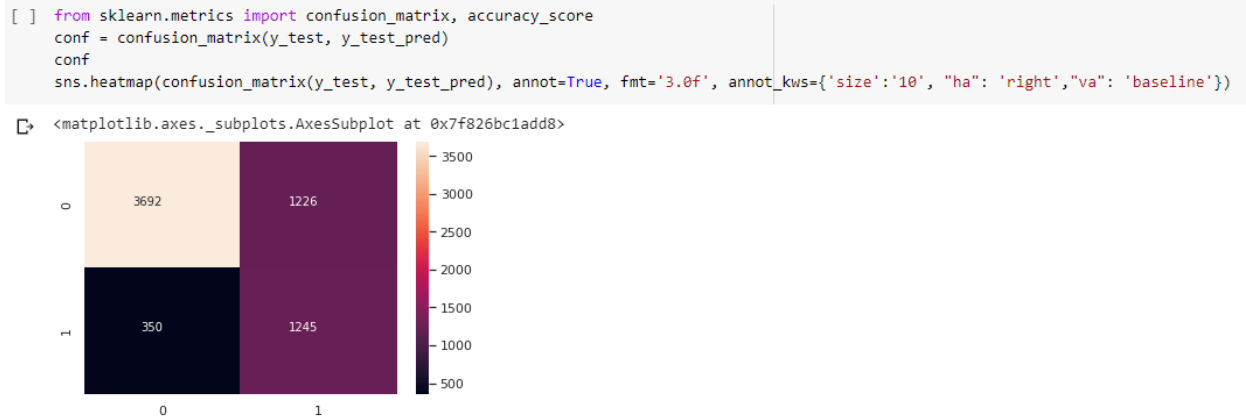 [ ] from sklearn.metrics import confusion_matrix, accuracy_score
conf = confusion_matrix(y_test, y_test_pred)
conf
sns.heatmap(confusion_matrix(y_test, y_test_pred), annot=True, fmt='3.0f', annot_kws={'size':'10', "ha": 'right',"va": 'baseline'})
<matplotlib.axes._subplots.AxesSubplot at 0x7f826bc1add8>
3500
0 3692 1226
3000
2500
2000
1500
1 350 1245
1000
500
0 1